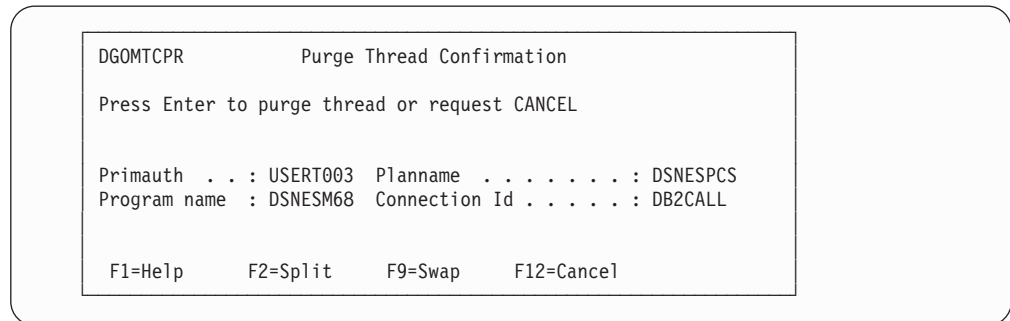 DGOMTCPR Purge Thread Confirmation
Press Enter to purge thread or request CANCEL
Primauth . . : USERT003 Planname . . . . . . . : DSNESPCS
Program name : DSNESM68 Connection Id . . . . . : DB2CALL
F1=Help F2=Split F9=Swap F12=Cancel